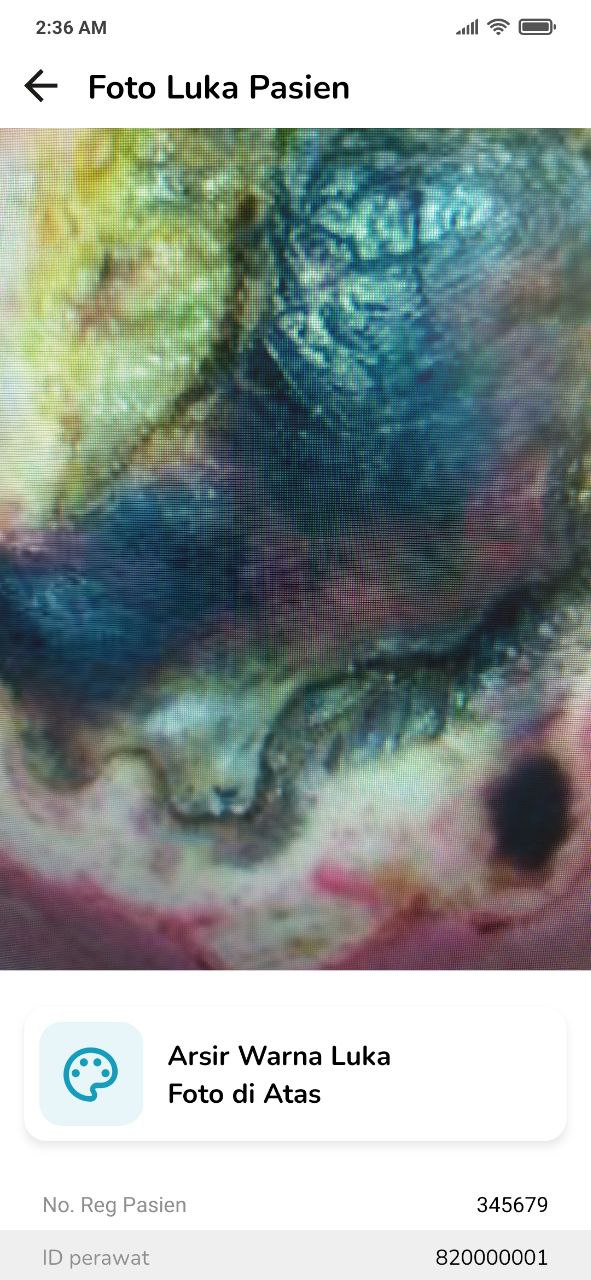 2:36 AM
Foto Luka Pasien
Arsir Warna Luka
Foto di Atas
No. Reg Pasien 345679
ID perawat 820000001